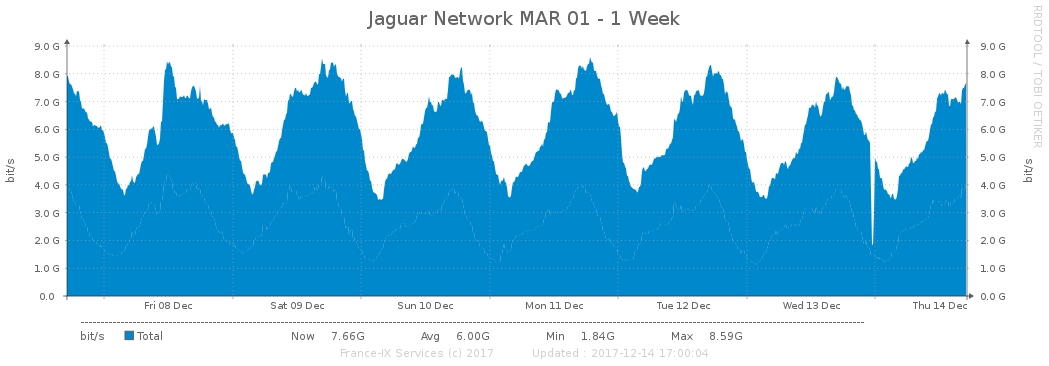 Jaguar Network MAR 01 - 1 Week
RRDTOOL / TOBI OETIKER
9.0 G 9.0 G
8.0 G 8.0 G
7.0 G 7.0 G
6.0 G 6.0 G
5.0 G 5.0 G
4.0 G 4.0 G
3.0 G 3.0 G
2.0 G 2.0 G
1.0 G 1.0 G
0.0 0.0 G
bit/s bit/s
Fri 08 Dec Sat 09 Dec Sun 10 Dec Mon 11 Dec Tue 12 Dec Wed 13 Dec Thu 14 Dec
bit/s Total Now 7.66G Avg 6.00G Min 1.84G Max 8.59G
France-IX Services (c) 2017 Updated : 2017-12-14 17:00:04